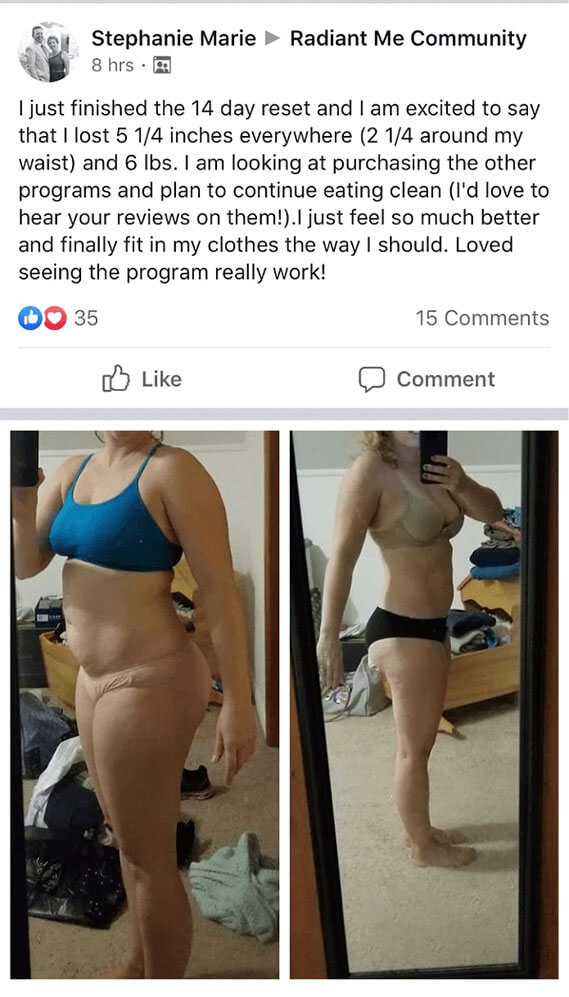 Stephanie Marie ▶ Radiant Me Community
8 hrs ·
I just finished the 14 day reset and I am excited to say
that I lost 5 1/4 inches everywhere (2 1/4 around my
waist) and 6 lbs. I am looking at purchasing the other
programs and plan to continue eating clean (I'd love to
hear your reviews on them!).I just feel so much better
and finally fit in my clothes the way I should. Loved
seeing the program really work!
35
15 Comments
Like
Comment